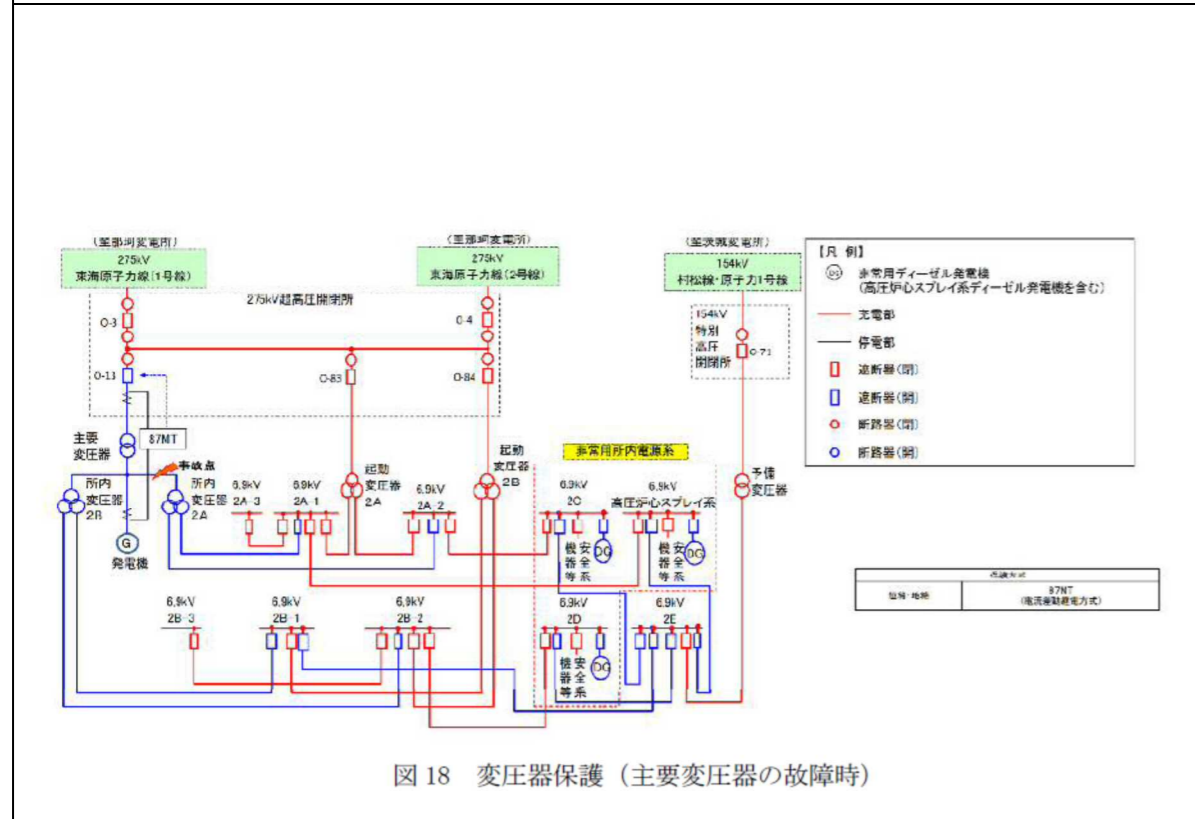 (至那珂変電所)
275kV
東海原子力線(1号線)
(至那珂変電所)
275kV
東海原子力線(2号線)
(至茨城変電所)
154kV
村松線・原子力1号線
275kV超高圧開閉所
O-3
O-4
O-13
O-83
O-84
154kV
特別
高圧
開閉所
O-71
【凡 例】
DG
非常用ディーゼル発電機
(高圧炉心スプレイ系ディーゼル発電機を含む)
充電部
停電部
遮断器(閉)
遮断器(開)
断路器(閉)
断路器(開)
主要
変圧器
87MT
事故点
所内
変圧器
2B
所内
変圧器
2A
G
発電機
起動
変圧器
2A
起動
変圧器
2B
予備
変圧器
非常用所内電源系
6.9kV
2A-3
6.9kV
2A-1
6.9kV
2A-2
6.9kV
2C
6.9kV
高圧炉心スプレイ系
安全系
機器等
DG
安全系
機器等
DG
6.9kV
2B-3
6.9kV
2B-1
6.9kV
2B-2
6.9kV
2D
6.9kV
2E
安全系
機器等
DG
87MT
(電流差動継電方式)
図 18 変圧器保護(主要変圧器の故障時)